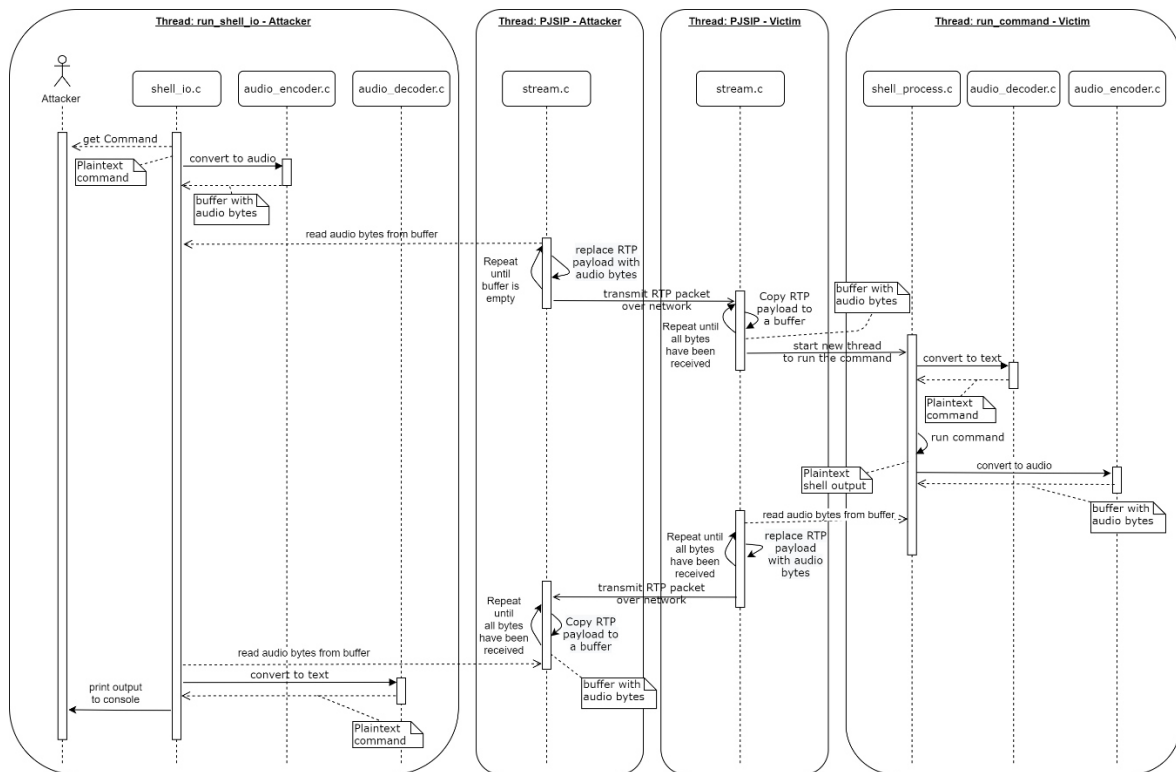 Thread: run_shell_io - Attacker
Thread: PJSIP - Attacker
Thread: PJSIP - Victim
Thread: run_command - Victim
Attacker
shell_io.c
audio_encoder.c
audio_decoder.c
stream.c
stream.c
shell_process.c
audio_decoder.c
audio_encoder.c
get Command
Plaintext
command
convert to audio
buffer with
audio bytes
read audio bytes from buffer
Repeat
until
buffer is
empty
replace RTP
payload with
audio bytes
transmit RTP packet
over network
Copy RTP
payload to
a buffer
Repeat until
all bytes
have been
received
buffer with
audio bytes
start new thread
to run the command
convert to text
Plaintext
command
run command
Plaintext
shell output
convert to audio
buffer with
audio bytes
read audio bytes from buffer
Repeat until
all bytes
have been
received
replace RTP
payload
with audio
bytes
transmit RTP packet
over network
Repeat
until
all bytes
have been
received
Copy RTP
payload to
a buffer
read audio bytes from buffer
buffer with
audio bytes
convert to text
print output
to console
Plaintext
command